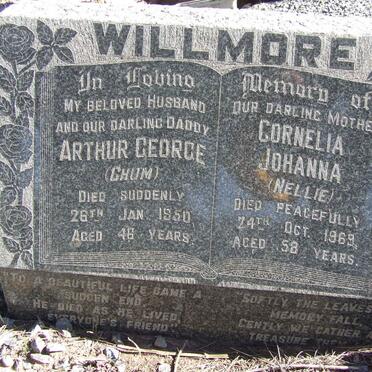 WILLMORE
In Loving Memory of
MY BELOVED HUSBAND
AND OUR DARLING DADDY
ARTHUR GEORGE
(CHUM)
DIED SUDDENLY
26TH JAN. 1950
AGED 48 YEARS.
OUR DARLING MOTHER
CORNELIA
JOHANNA
(NELLIE)
DIED PEACEFULLY
24TH OCT. 1969
AGED 58 YEARS.
TO A BEAUTIFUL LIFE CAME A
SUDDEN END,
HE DIED AS HE LIVED,
EVERYONE'S FRIEND
SOFTLY THE LEAVES
MEMORY FALL
GENTLY WE GATHER
TREASURE